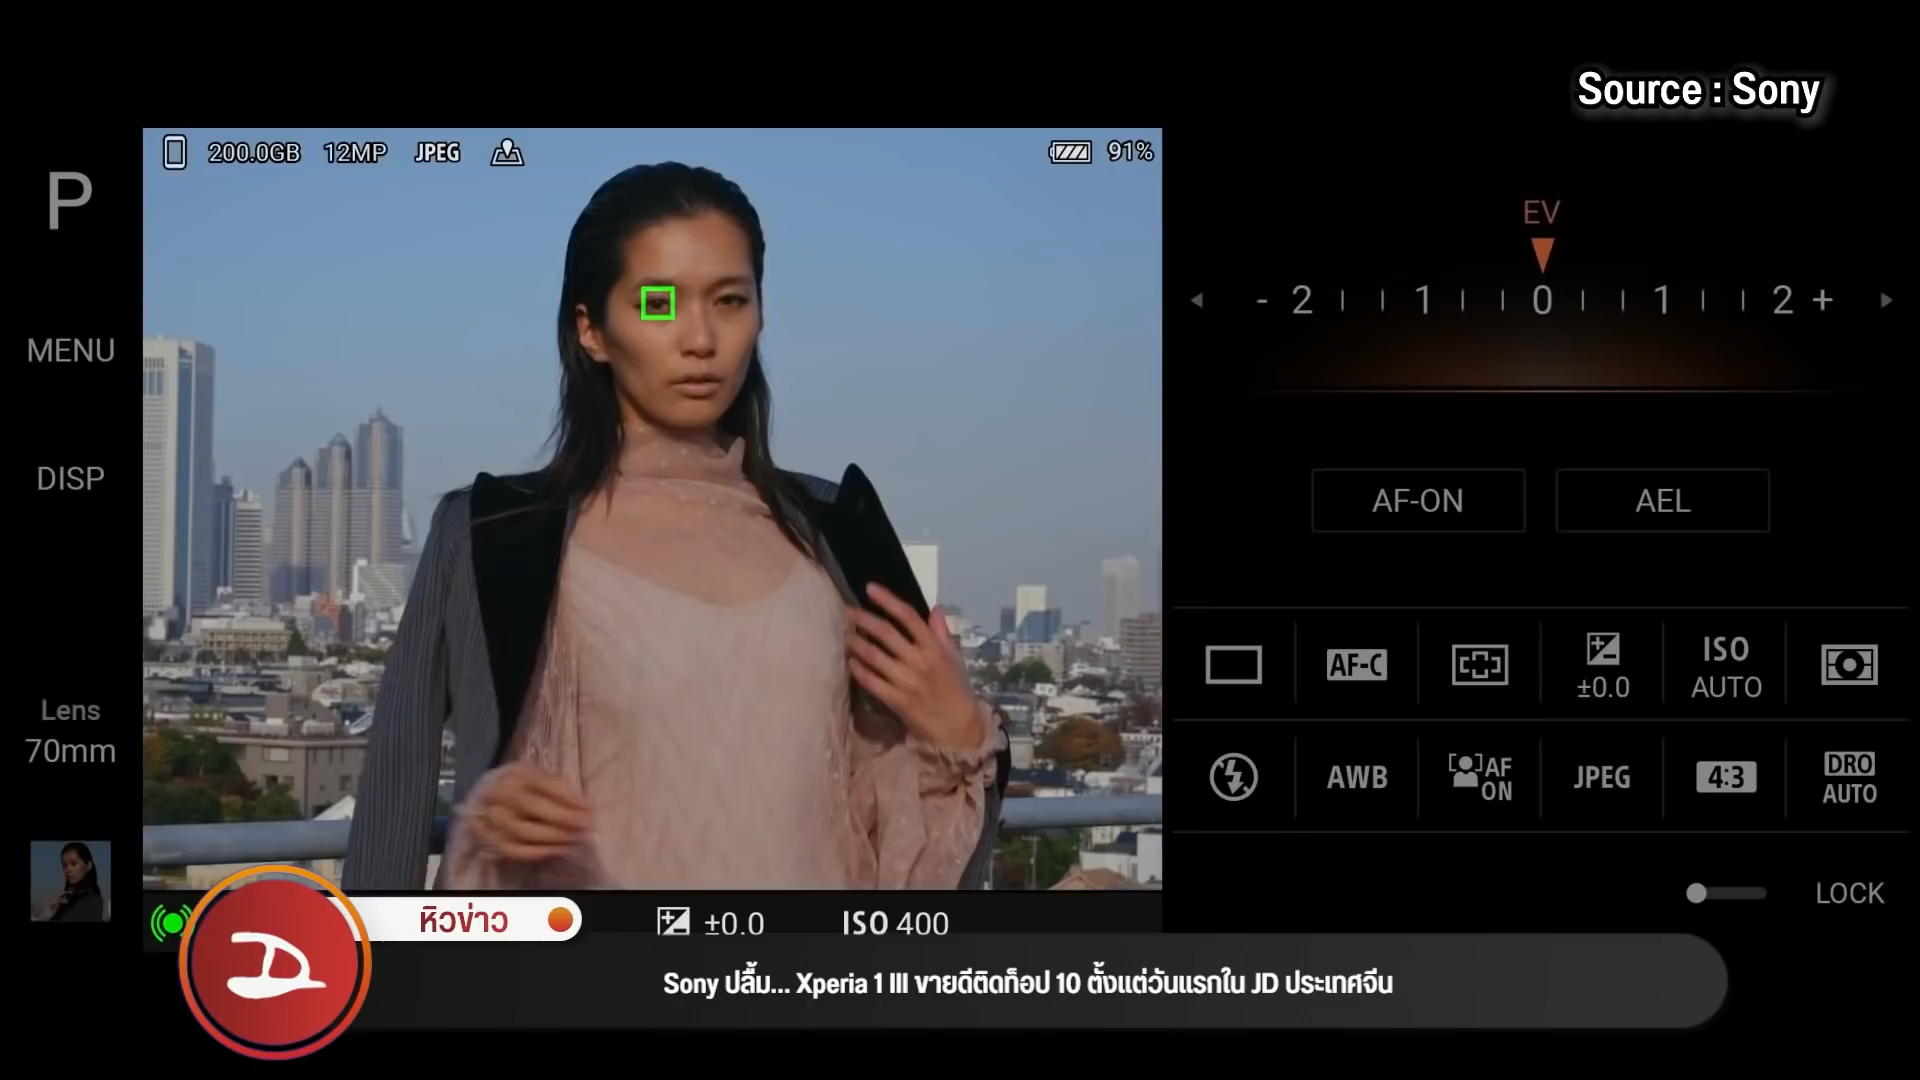 Source : Sony
200.0GB 12MP JPEG 91%
P
MENU
DISP
Lens
70mm
EV
- 2 1 0 1 2 +
AF-ON AEL
AF-C
±0.0
ISO
AUTO
AWB
AF
ON
JPEG
4:3
DRO
AUTO
LOCK
±0.0 ISO 400
หิวข่าว
Sony ปลื้ม... Xperia 1 III ขายดีติดท็อป 10 ตั้งแต่วันแรกใน JD ประเทศจีน